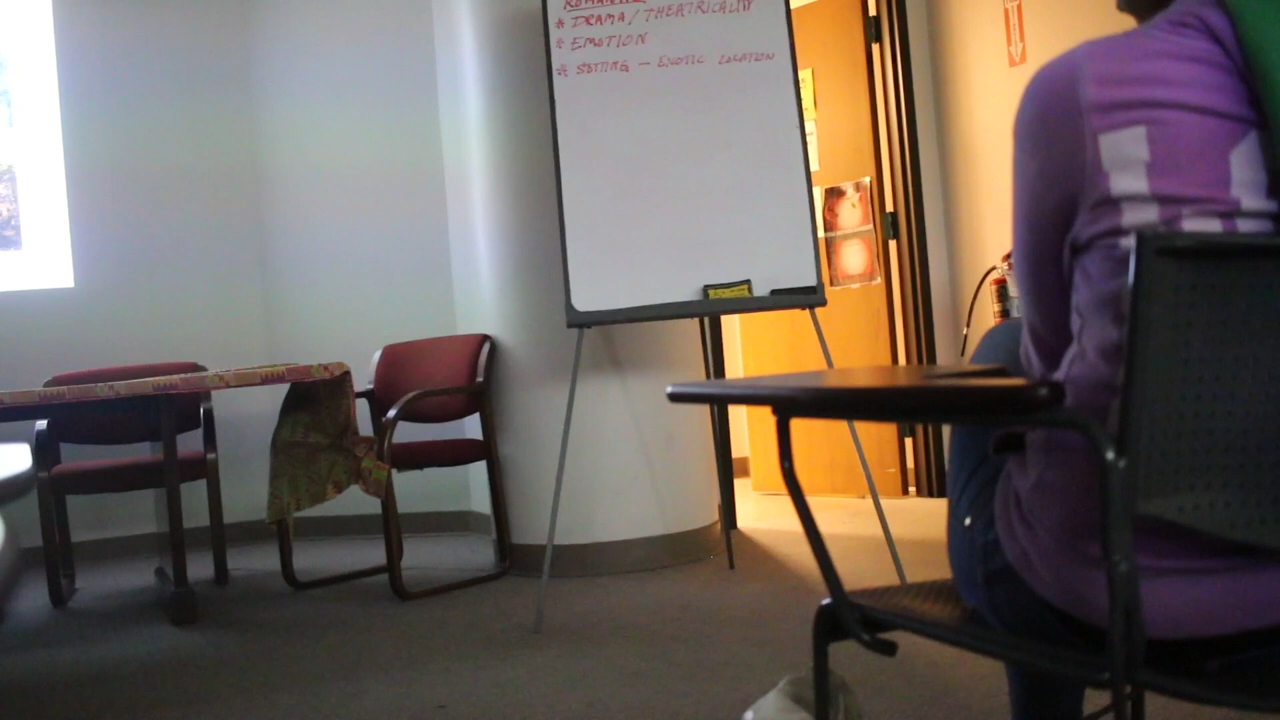 * DRAMA / THEATRICALITY
* EMOTION
* SETTING – EXOTIC LOCATION